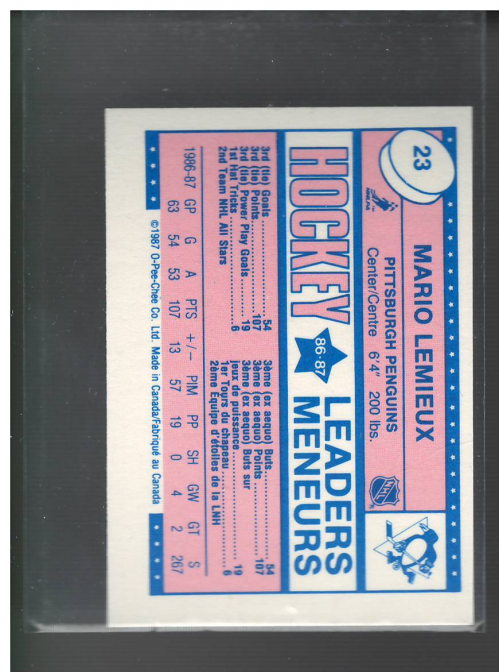 23
MARIO LEMIEUX
PITTSBURGH PENGUINS
Center/Centre 6'4" 200 lbs.
NHLPA
NHL
HOCKEY 86-87 LEADERS
MENEURS
3rd (tie) Goals 54
3rd (tie) Points 107
3rd (tie) Power Play Goals 19
1st Hat Tricks 6
2nd Team NHL All Stars
3ème (ex aequo) Buts 54
3ème (ex aequo) Points 107
3ème (ex aequo) Buts sur
jeux de puissance 19
1er Tours du chapeau 6
2ème Équipe d'étoiles de la LNH
1986-87 GP G A PTS +/- PIM PP SH GW GT S
63 54 53 107 13 57 19 0 4 2 267
©1987 O-Pee-Chee Co. Ltd. Made in Canada/Fabriqué au Canada